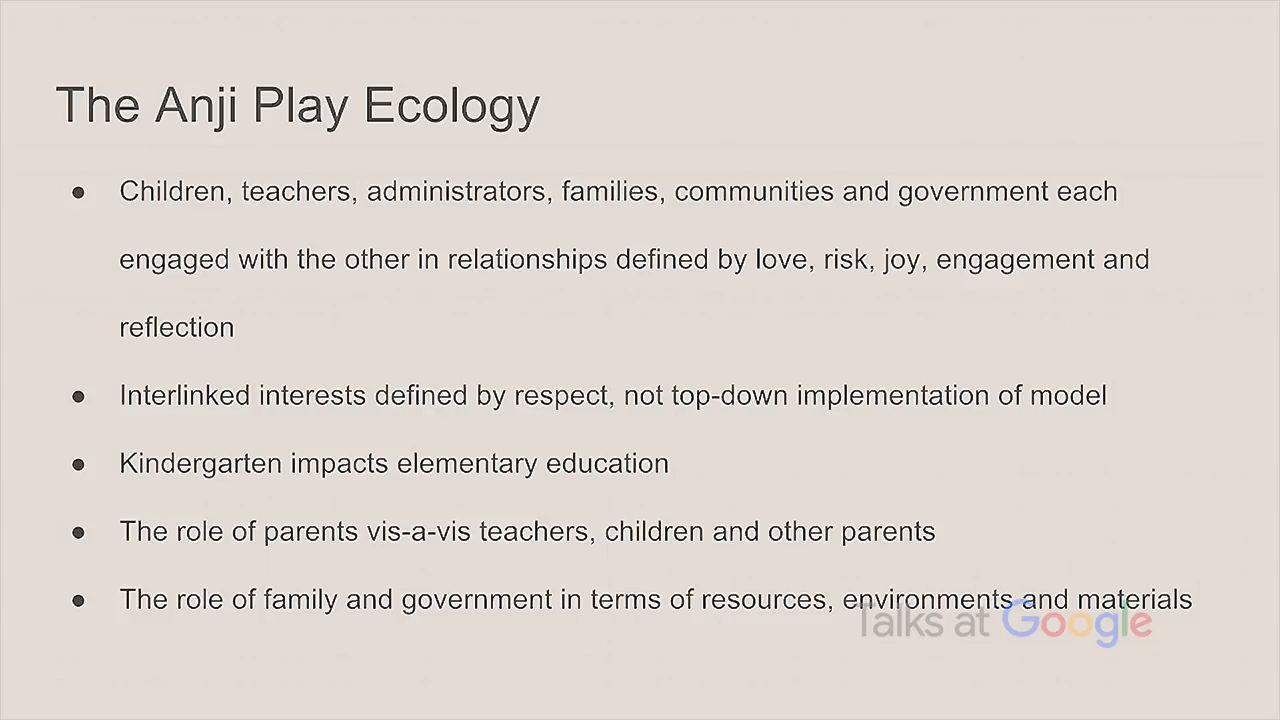 The Anji Play Ecology
● Children, teachers, administrators, families, communities and government each
engaged with the other in relationships defined by love, risk, joy, engagement and
reflection
● Interlinked interests defined by respect, not top-down implementation of model
● Kindergarten impacts elementary education
● The role of parents vis-a-vis teachers, children and other parents
● The role of family and government in terms of resources, environments and materials
Talks at Google